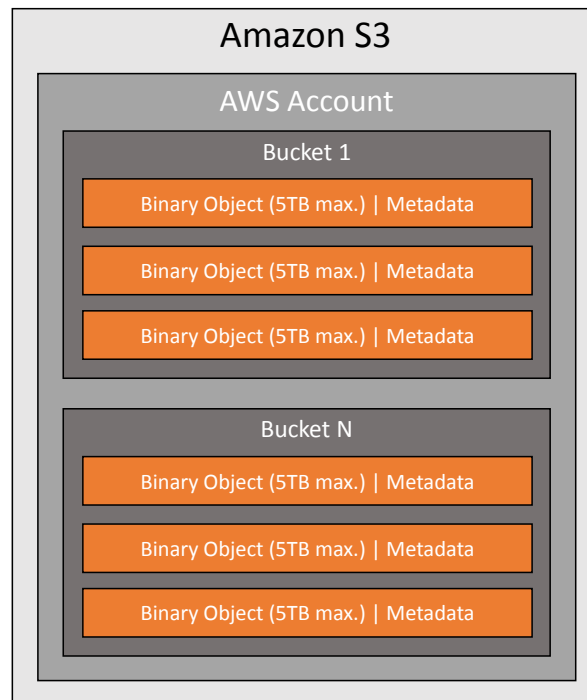 Amazon S3
AWS Account
Bucket 1
Binary Object (5TB max.) | Metadata
Binary Object (5TB max.) | Metadata
Binary Object (5TB max.) | Metadata
Bucket N
Binary Object (5TB max.) | Metadata
Binary Object (5TB max.) | Metadata
Binary Object (5TB max.) | Metadata